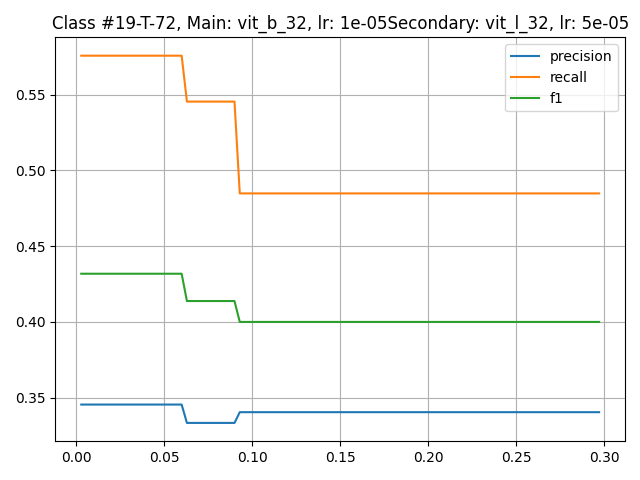 Class #19-T-72, Main: vit_b_32, lr: 1e-05Secondary: vit_l_32, lr: 5e-05
precision
recall
f1
0.55
0.50
0.45
0.40
0.35
0.00 0.05 0.10 0.15 0.20 0.25 0.30